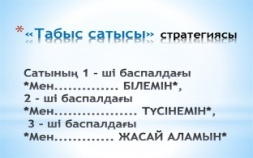 *«Табыс сатысы» стратегиясы
Сатының 1 - ші баспалдағы
*Мен.............. БІЛЕМІН*,
2 - ші баспалдағы
*Мен.................. ТҮСІНЕМІН*,
3 - ші баспалдағы
*Мен............ ЖАСАЙ АЛАМЫН*